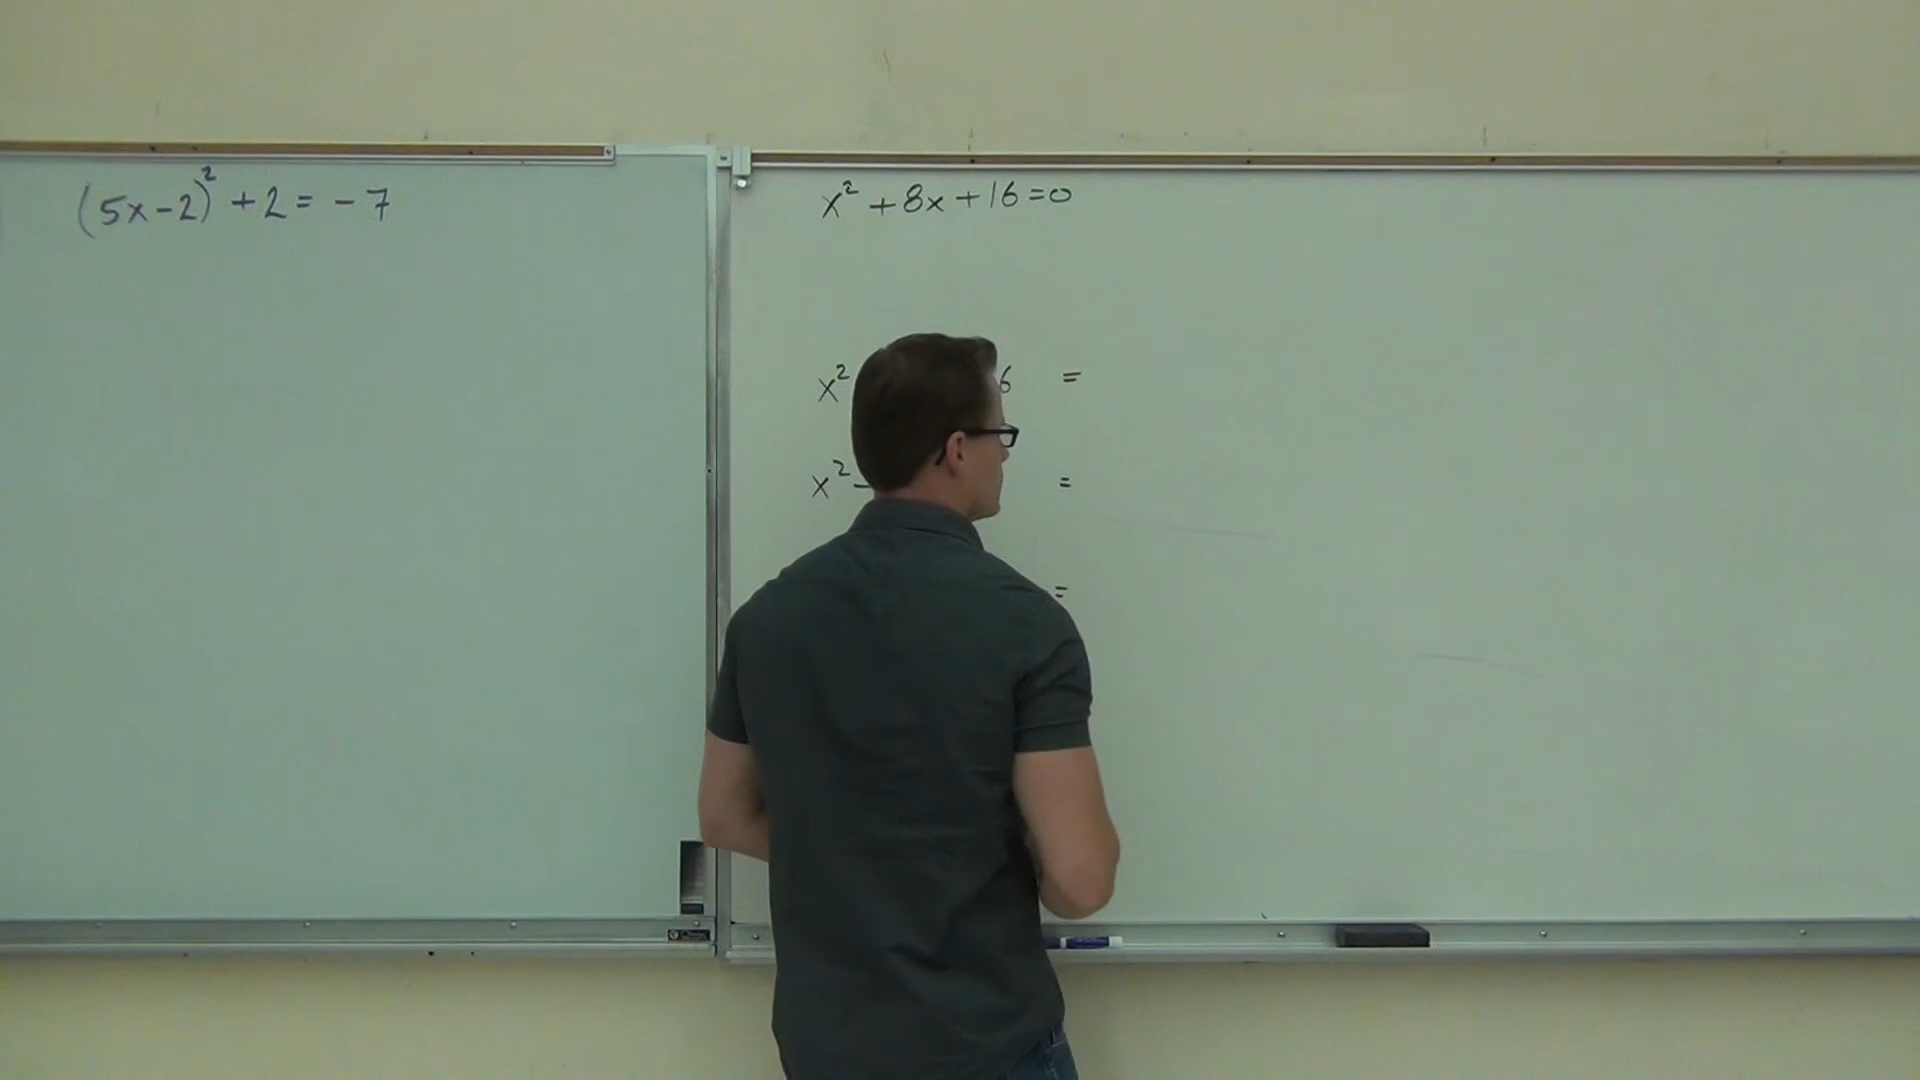 (5x-2)² + 2 = -7
x² + 8x + 16 = 0
x² 6 =
x² - =
=